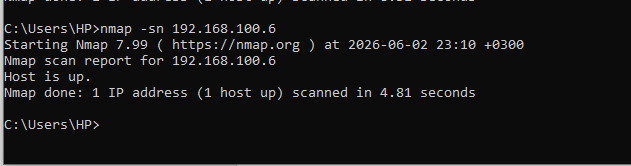 C:\Users\HP>nmap -sn 192.168.100.6
Starting Nmap 7.99 ( https://nmap.org ) at 2026-06-02 23:10 +0300
Nmap scan report for 192.168.100.6
Host is up.
Nmap done: 1 IP address (1 host up) scanned in 4.81 seconds
C:\Users\HP>